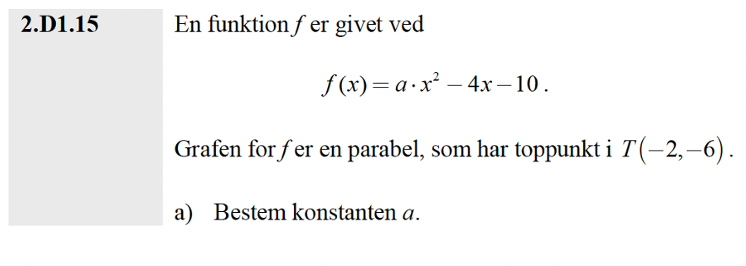 2.D1.15 En funktion f er givet ved
f(x) = a · x² − 4x − 10 .
Grafen for f er en parabel, som har toppunkt i T(−2,−6) .
a) Bestem konstanten a.